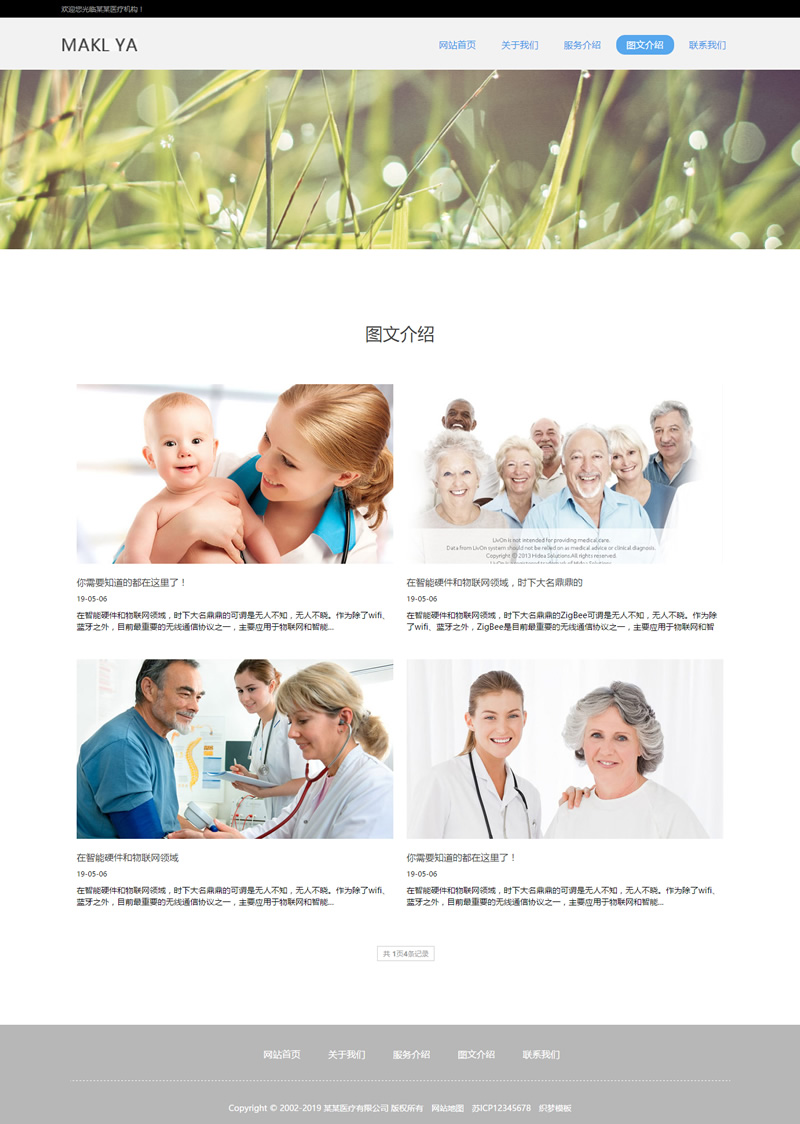 欢迎您光临某某医疗机构！
MAKL YA
网站首页 关于我们 服务介绍 图文介绍 联系我们
图文介绍
LivOn is not intended for providing medical care.
Data from LivOn system should not be relied on as medical advice or clinical diagnosis.
Copyright © 2013 Hidea Solutions.All rights reserved.
你需要知道的都在这里了！
19-05-06
在智能硬件和物联网领域，时下大名鼎鼎的可谓是无人不知，无人不晓。作为除了wifi、
蓝牙之外，目前最重要的无线通信协议之一，主要应用于物联网和智能...
在智能硬件和物联网领域，时下大名鼎鼎的
19-05-06
在智能硬件和物联网领域，时下大名鼎鼎的ZigBee可谓是无人不知，无人不晓。作为除
了wifi、蓝牙之外，ZigBee是目前最重要的无线通信协议之一，主要应用于物联网和智
在智能硬件和物联网领域
19-05-06
在智能硬件和物联网领域，时下大名鼎鼎的可谓是无人不知，无人不晓。作为除了wifi、
蓝牙之外，目前最重要的无线通信协议之一，主要应用于物联网和智能...
你需要知道的都在这里了！
19-05-06
在智能硬件和物联网领域，时下大名鼎鼎的可谓是无人不知，无人不晓。作为除了wifi、
蓝牙之外，目前最重要的无线通信协议之一，主要应用于物联网和智能...
共 1页4条记录
网站首页 关于我们 服务介绍 图文介绍 联系我们
Copyright © 2002-2019 某某医疗有限公司 版权所有 网站地图 苏ICP12345678 织梦模板